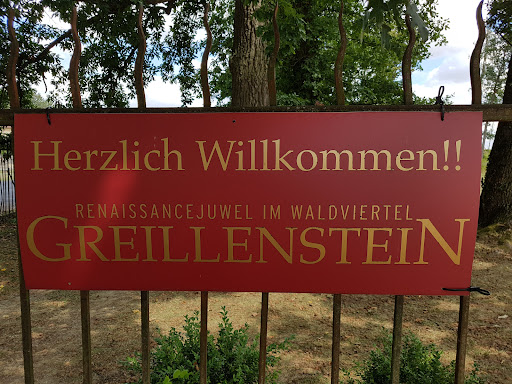 Herzlich Willkommen!!
RENAISSANCEJUWEL IM WALDVIERTEL
GREILLENSTEIN